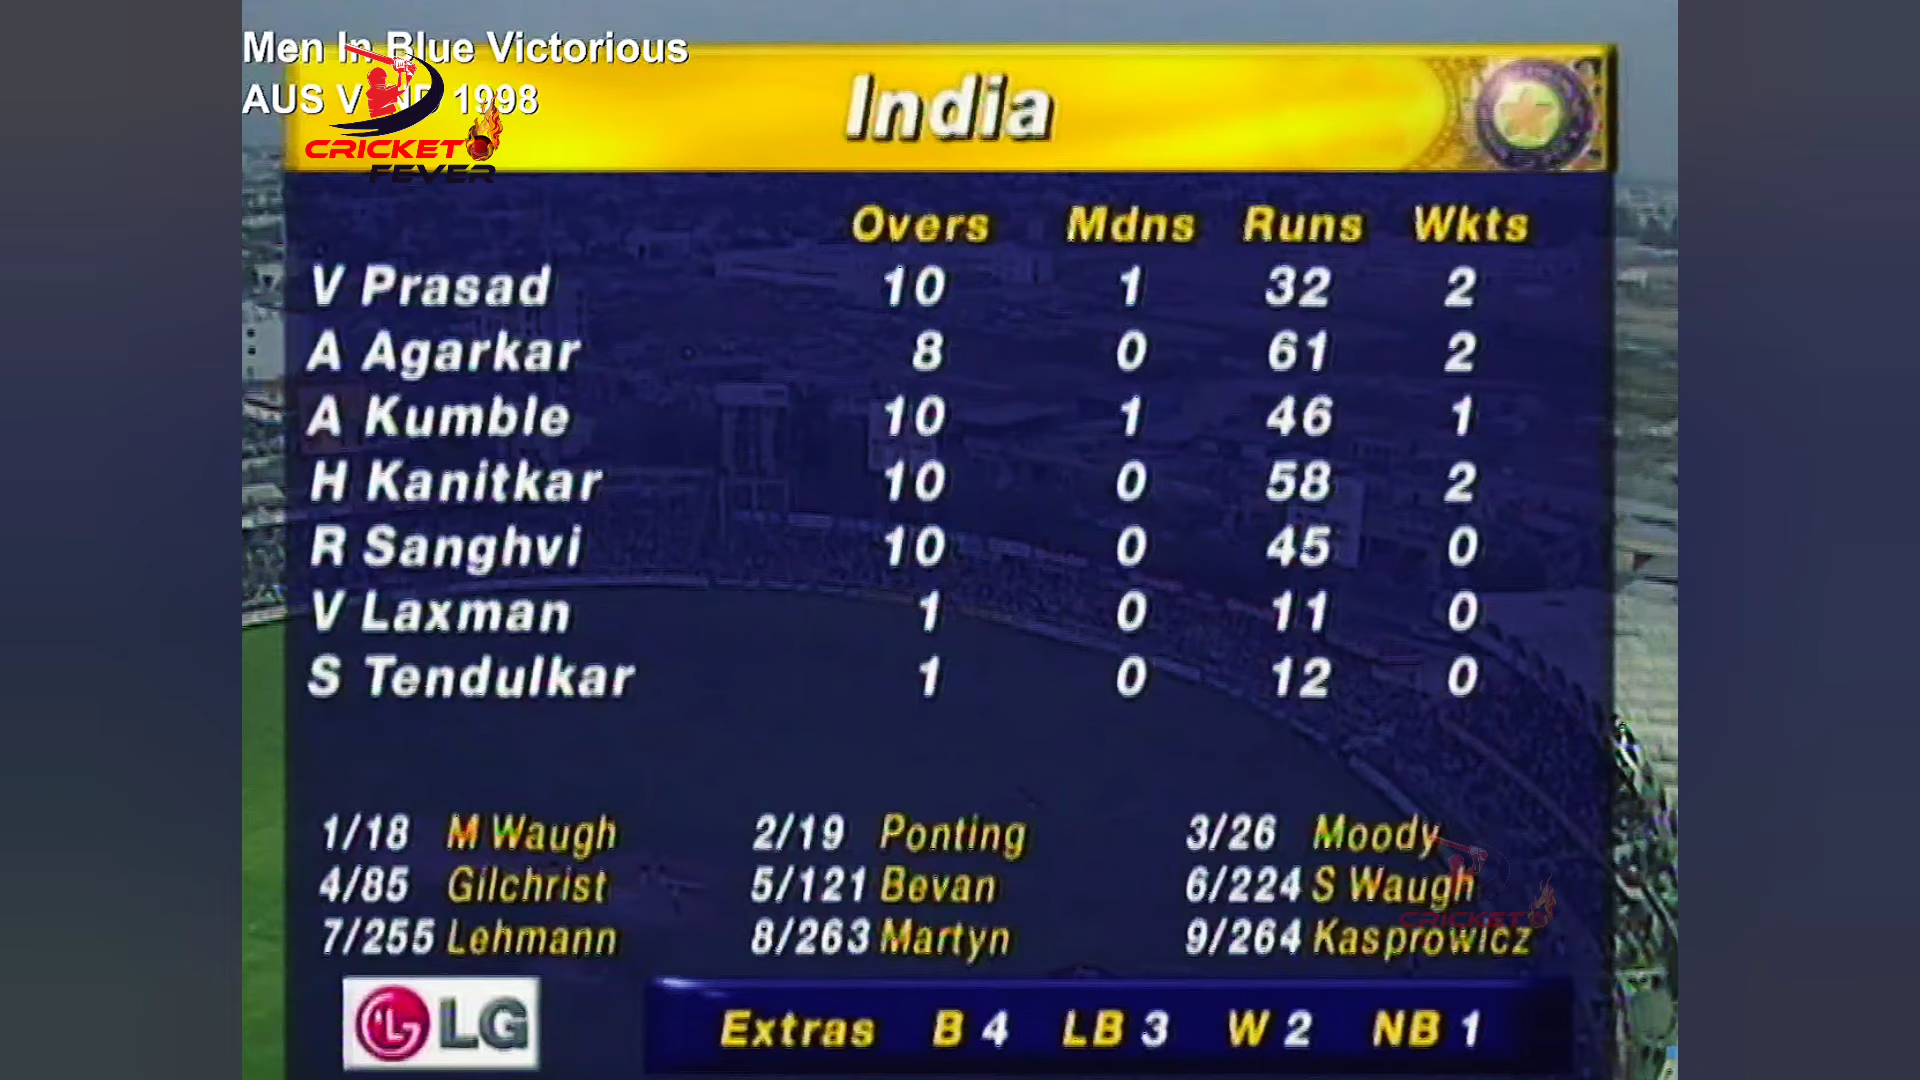 Men In Blue Victorious
AUS V IND 1998
CRICKET
FEVER
India
Overs Mdns Runs Wkts
V Prasad 10 1 32 2
A Agarkar 8 0 61 2
A Kumble 10 1 46 1
H Kanitkar 10 0 58 2
R Sanghvi 10 0 45 0
V Laxman 1 0 11 0
S Tendulkar 1 0 12 0
1/18 M Waugh 2/19 Ponting 3/26 Moody
4/85 Gilchrist 5/121 Bevan 6/224 S Waugh
7/255 Lehmann 8/263 Martyn 9/264 Kasprowicz
CRICKET
LG
Extras B 4 LB 3 W 2 NB 1